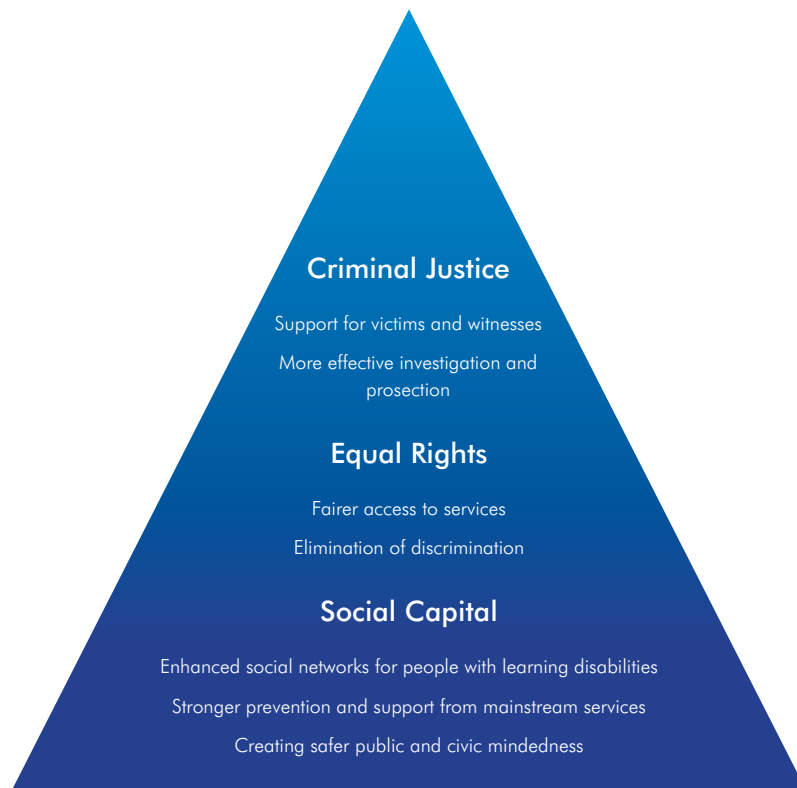 Criminal Justice
Support for victims and witnesses
More effective investigation and
prosection
Equal Rights
Fairer access to services
Elimination of discrimination
Social Capital
Enhanced social networks for people with learning disabilities
Stronger prevention and support from mainstream services
Creating safer public and civic mindedness